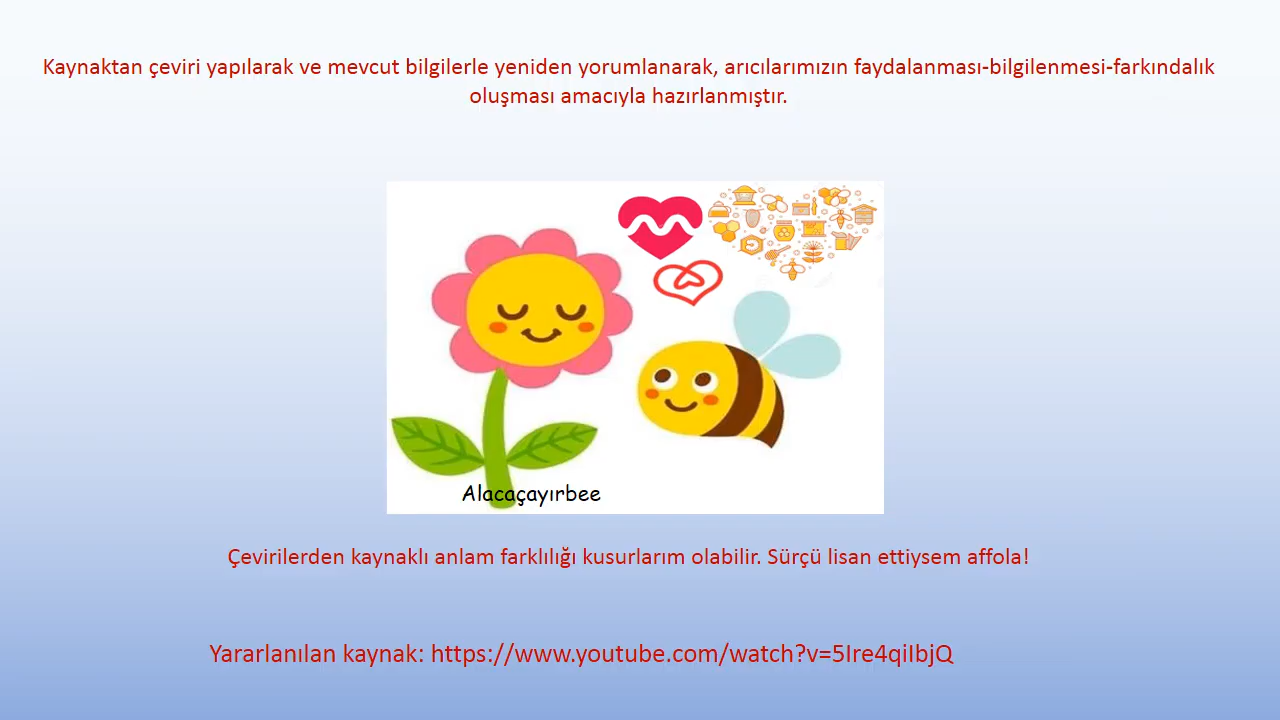 Kaynaktan çeviri yapılarak ve mevcut bilgilerle yeniden yorumlanarak, arıcılarımızın faydalanması-bilgilenmesi-farkındalık
oluşması amacıyla hazırlanmıştır.
Alacaçayırbee
Çevirilerden kaynaklı anlam farklılığı kusurlarım olabilir. Sürçü lisan ettiysem affola!
Yararlanılan kaynak: https://www.youtube.com/watch?v=5Ire4qiIbjQ